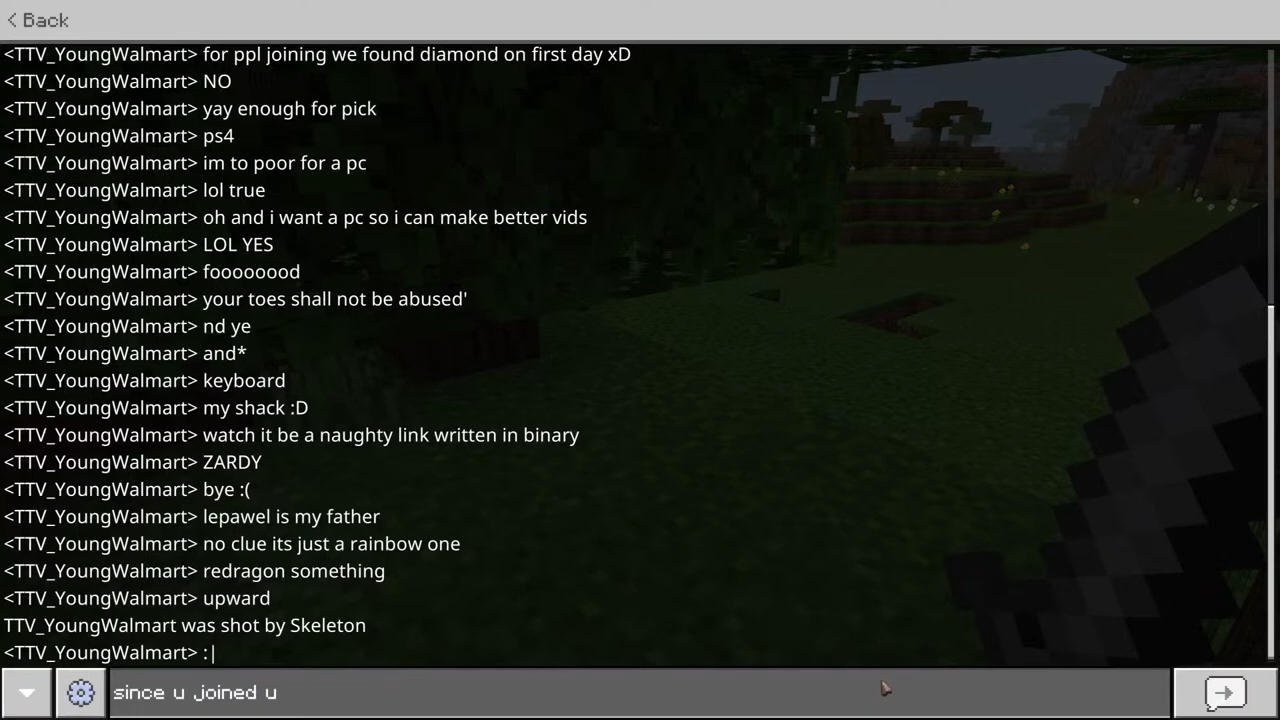 < Back
<TTV_YoungWalmart> for ppl joining we found diamond on first day xD
<TTV_YoungWalmart> NO
<TTV_YoungWalmart> yay enough for pick
<TTV_YoungWalmart> ps4
<TTV_YoungWalmart> im to poor for a pc
<TTV_YoungWalmart> lol true
<TTV_YoungWalmart> oh and i want a pc so i can make better vids
<TTV_YoungWalmart> LOL YES
<TTV_YoungWalmart> foooooood
<TTV_YoungWalmart> your toes shall not be abused'
<TTV_YoungWalmart> nd ye
<TTV_YoungWalmart> and*
<TTV_YoungWalmart> keyboard
<TTV_YoungWalmart> my shack :D
<TTV_YoungWalmart> watch it be a naughty link written in binary
<TTV_YoungWalmart> ZARDY
<TTV_YoungWalmart> bye :(
<TTV_YoungWalmart> lepawel is my father
<TTV_YoungWalmart> no clue its just a rainbow one
<TTV_YoungWalmart> redragon something
<TTV_YoungWalmart> upward
TTV_YoungWalmart was shot by Skeleton
<TTV_YoungWalmart> :|
since u joined u